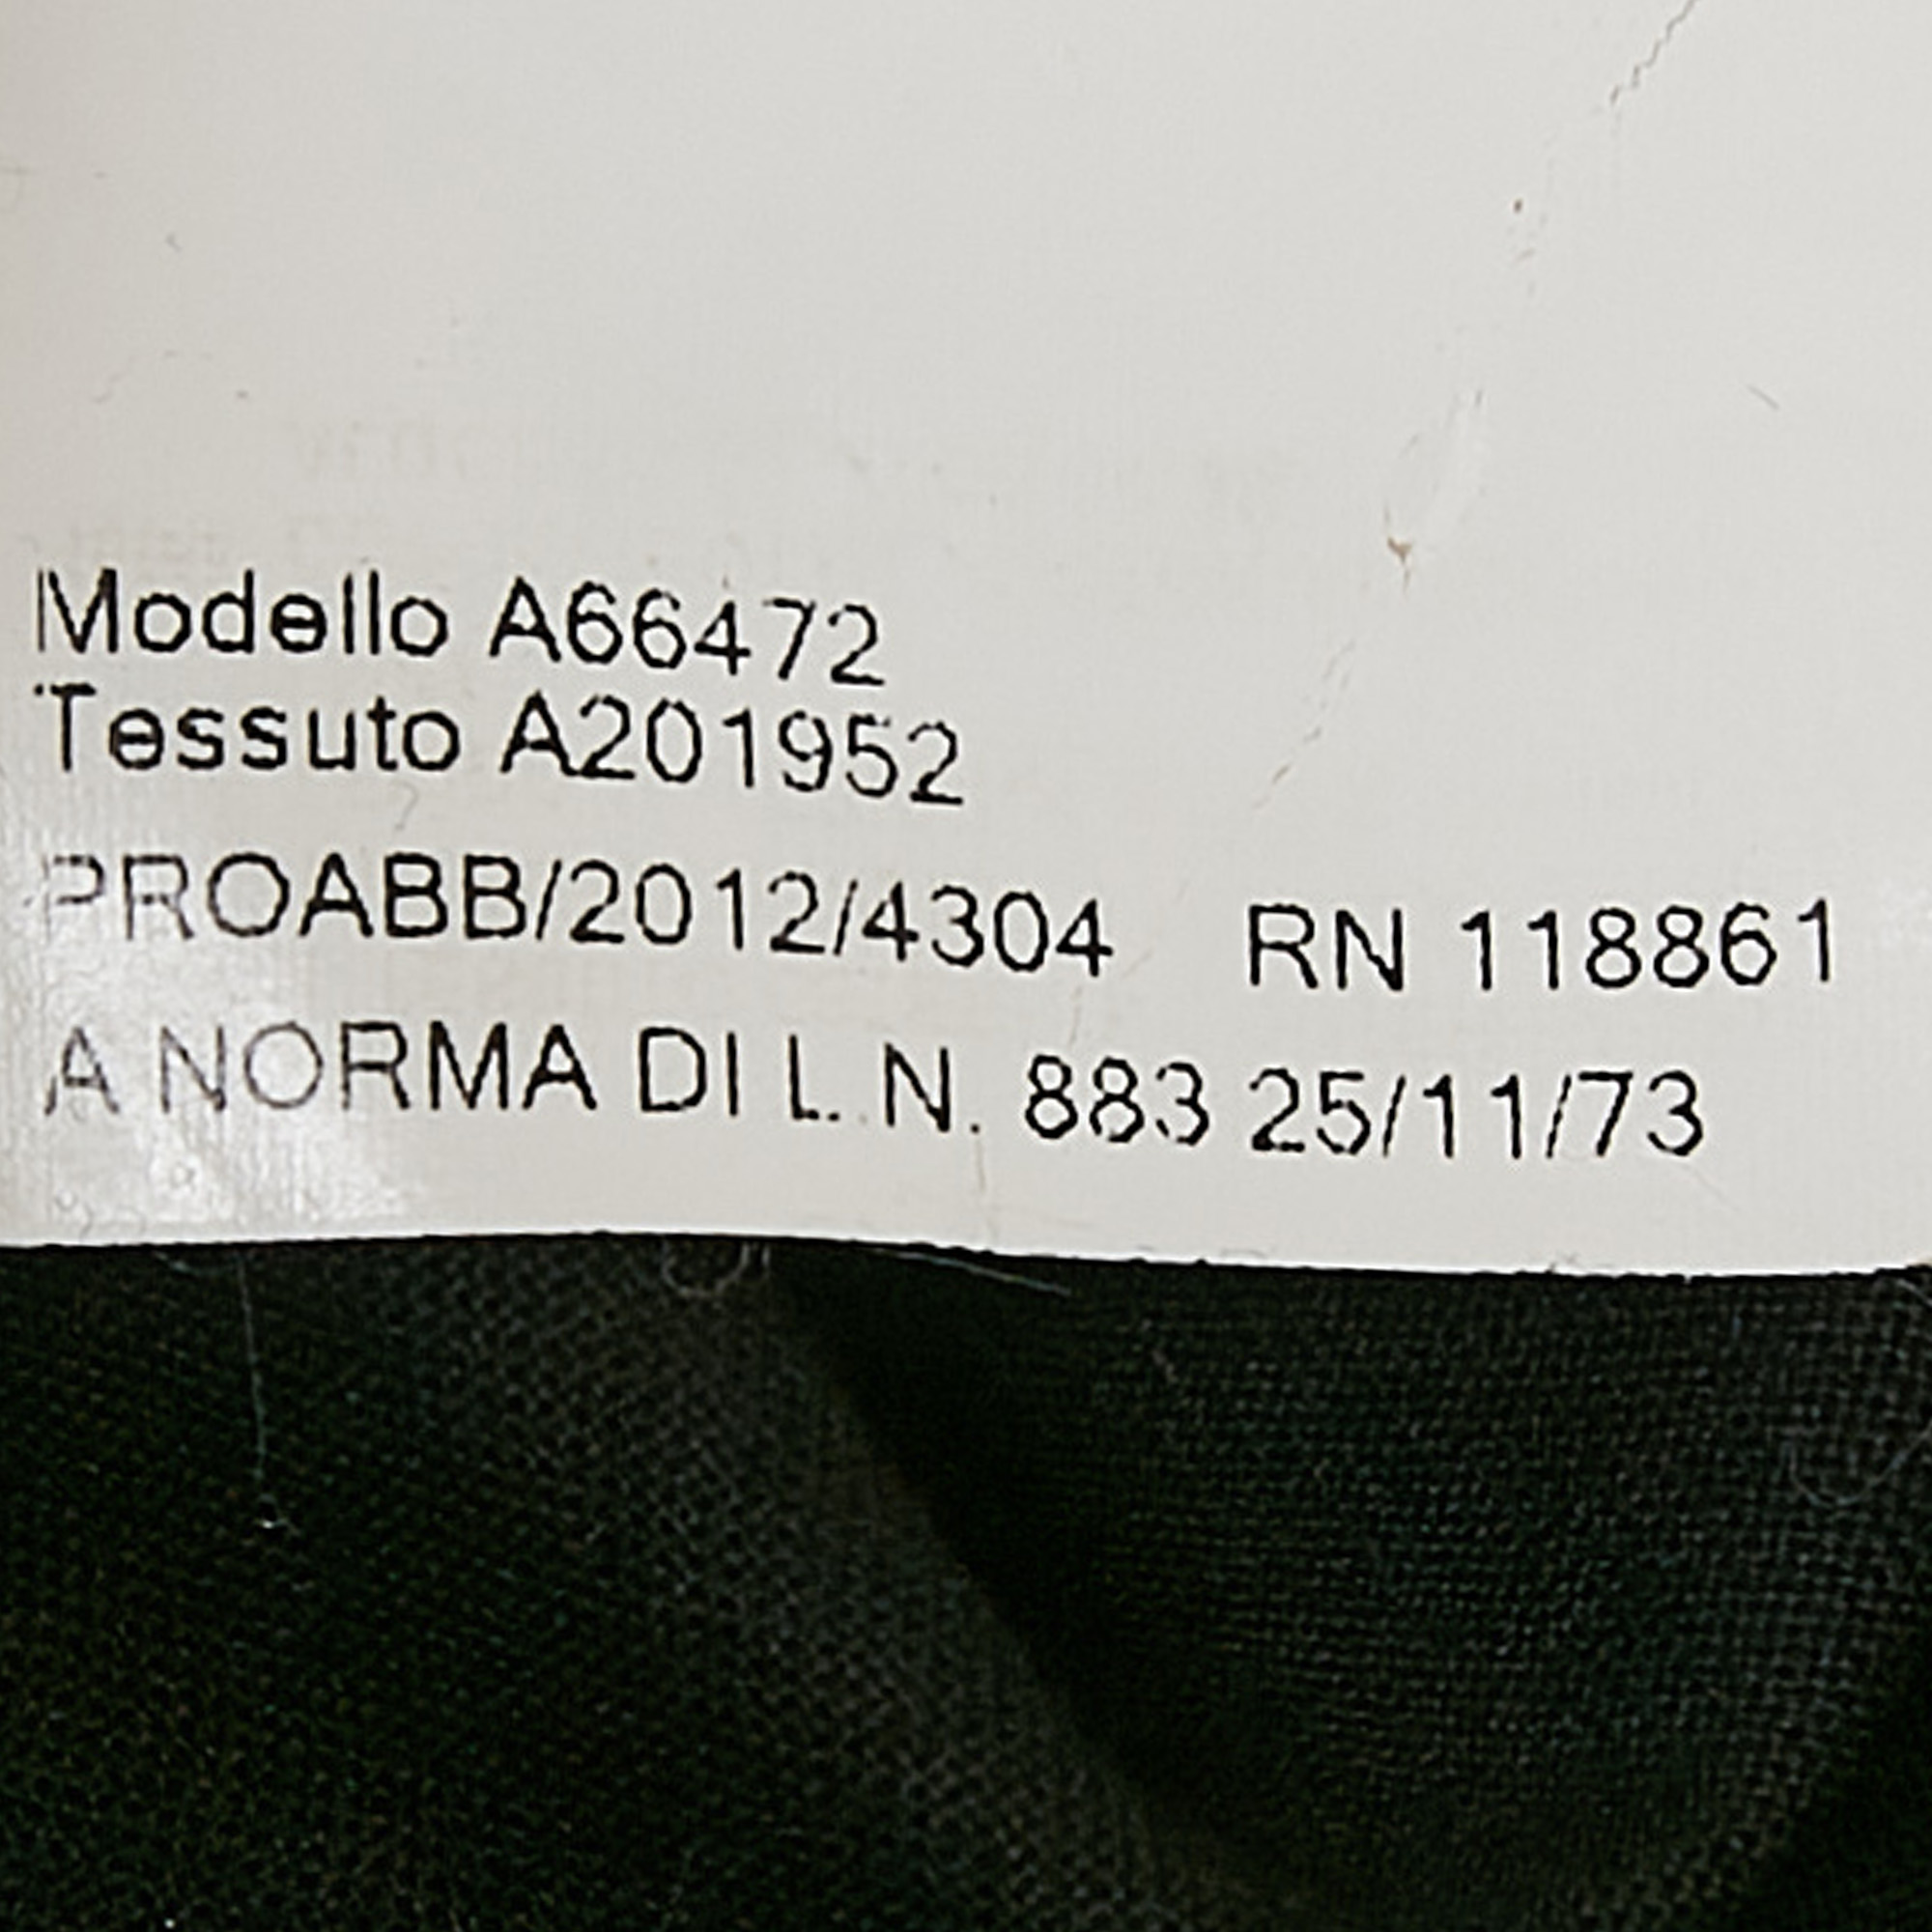 Modello A66472
Tessuto A201952
PROABB/2012/4304 RN 118861
A NORMA DI L. N. 883 25/11/73